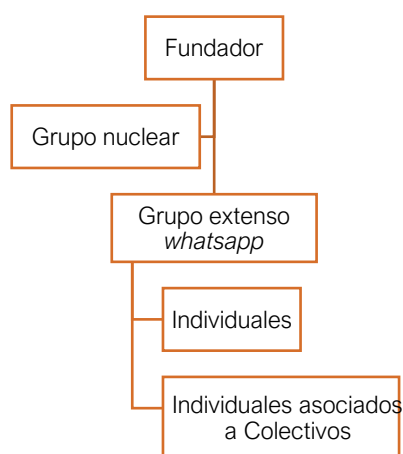 Fundador
Grupo nuclear
Grupo extenso
whatsapp
Individuales
Individuales asociados
a Colectivos